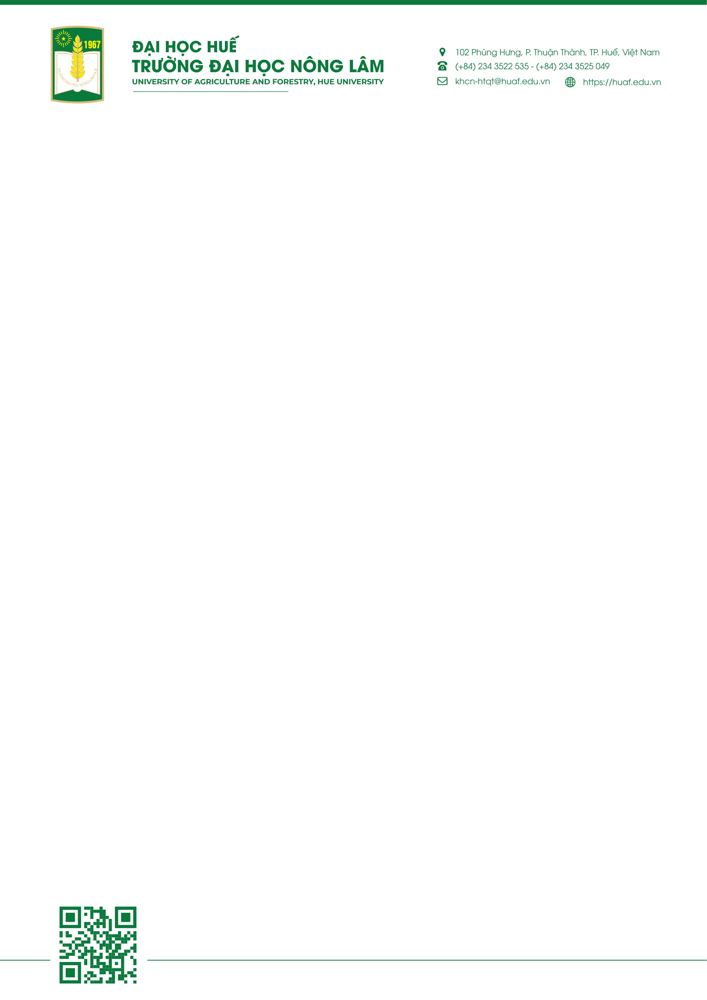 1967
TRƯỜNG ĐẠI HỌC NÔNG LÂM HUẾ
ĐẠI HỌC HUẾ
TRƯỜNG ĐẠI HỌC NÔNG LÂM
UNIVERSITY OF AGRICULTURE AND FORESTRY, HUE UNIVERSITY
102 Phùng Hưng, P. Thuận Thành, TP. Huế, Việt Nam
(+84) 234 3522 535 - (+84) 234 3525 049
khcn-htqt@huaf.edu.vn https://huaf.edu.vn